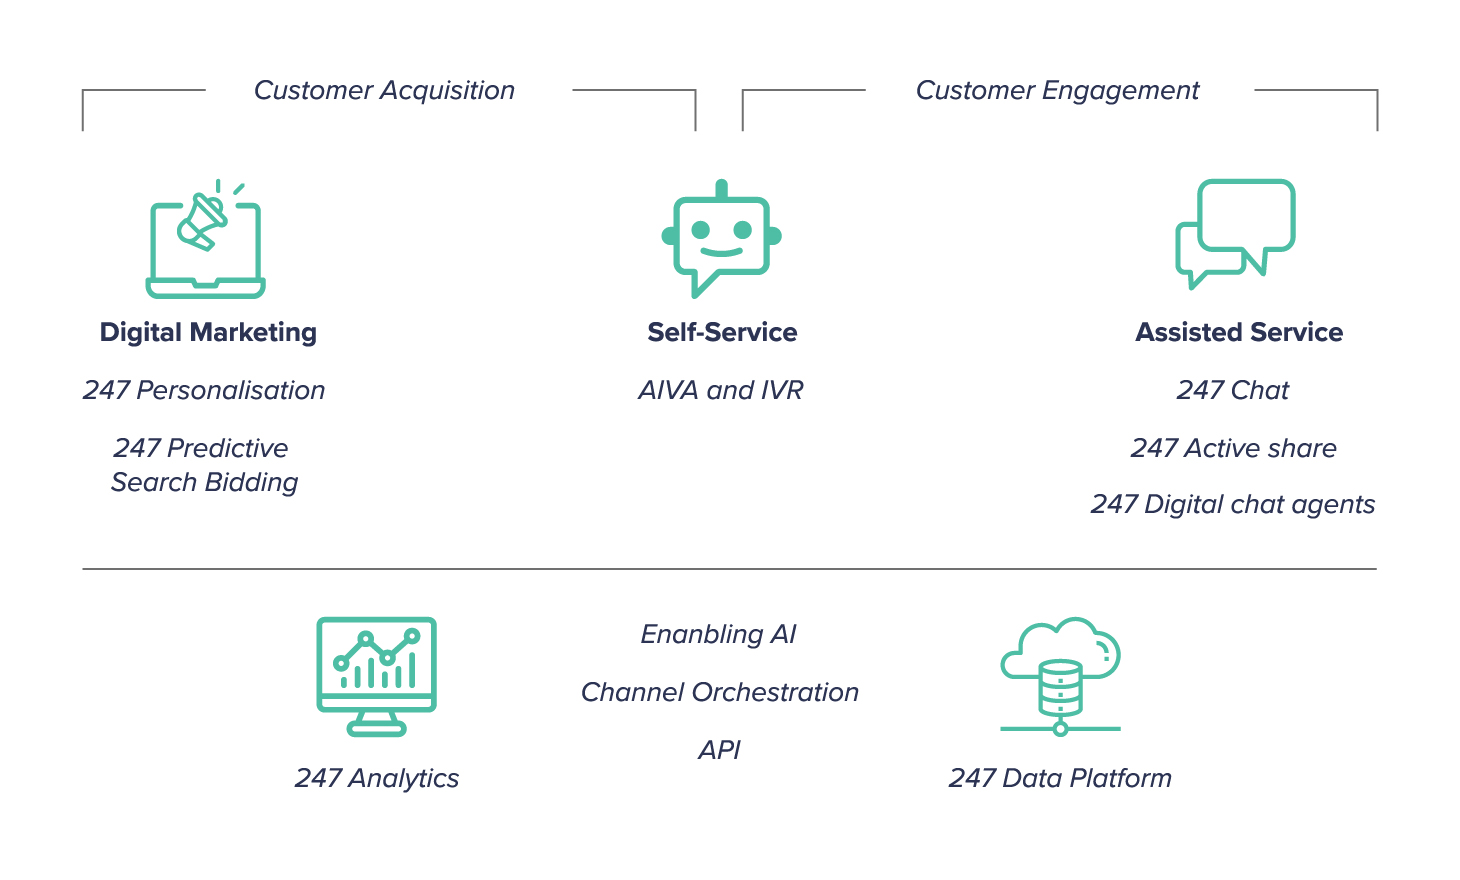 Customer Acquisition
Customer Engagement
Digital Marketing
247 Personalisation
247 Predictive
Search Bidding
Self-Service
AIVA and IVR
Assisted Service
247 Chat
247 Active share
247 Digital chat agents
247 Analytics
Enanbling AI
Channel Orchestration
API
247 Data Platform